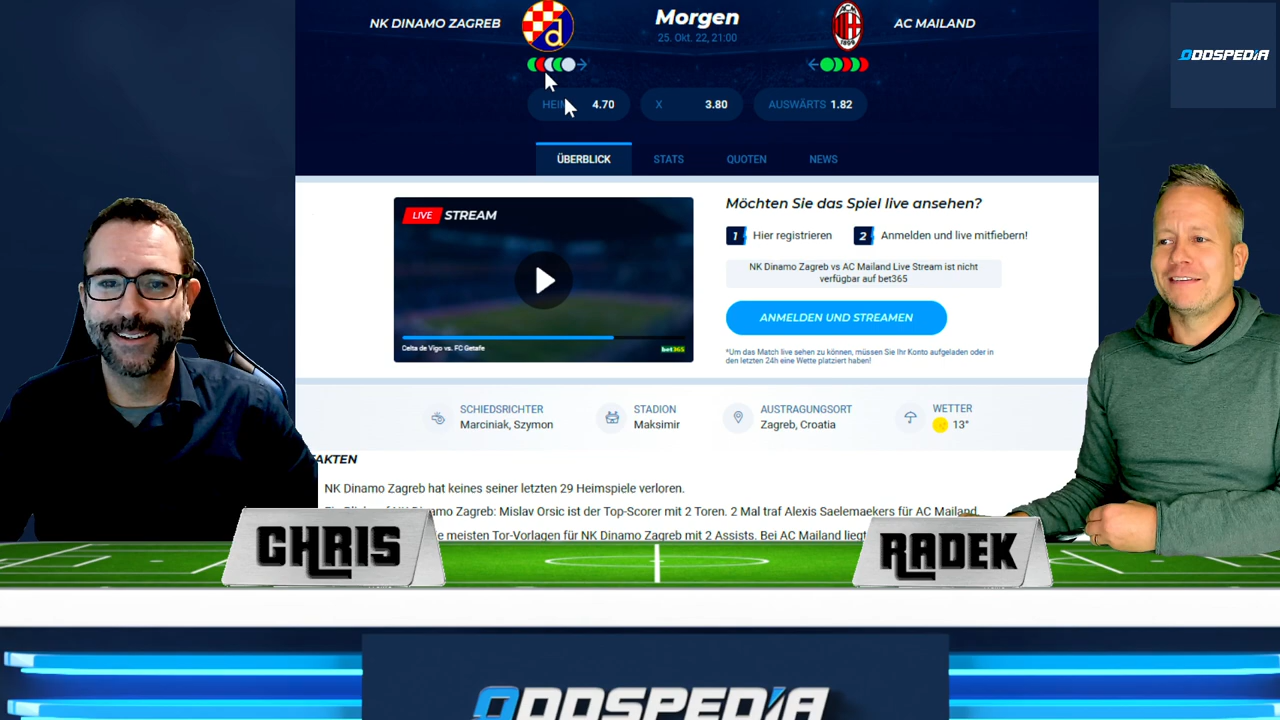 NK DINAMO ZAGREB
Morgen
AC MAILAND
25. Okt. 22, 21:00
ACM
1899
ODDSPEDIA
4.70
X 3.80
AUSWÄRTS 1.82
ÜBERBLICK STATS QUOTEN NEWS
LIVE STREAM
Celta de Vigo vs. FC Getafe
bet365
Möchten Sie das Spiel live ansehen?
1 Hier registrieren 2 Anmelden und live mitfiebern!
NK Dinamo Zagreb vs AC Mailand Live Stream ist nicht
verfügbar auf bet365
ANMELDEN UND STREAMEN
*Um das Match live sehen zu können, müssen Sie Ihr Konto aufgeladen oder in
den letzten 24h eine Wette platziert haben!
SCHIEDSRICHTER
Marciniak, Szymon
STADION
Maksimir
AUSTRAGUNGSORT
Zagreb, Croatia
WETTER
13°
FAKTEN
NK Dinamo Zagreb hat keines seiner letzten 29 Heimspiele verloren.
Dinamo Zagreb: Mislav Orsic ist der Top-Scorer mit 2 Toren. 2 Mal traf Alexis Saelemaekers für AC Mailand.
meisten Tor-Vorlagen für NK Dinamo Zagreb mit 2 Assists. Bei AC Mailand liegt
CHRIS
RADEK
ODDSPEDIA